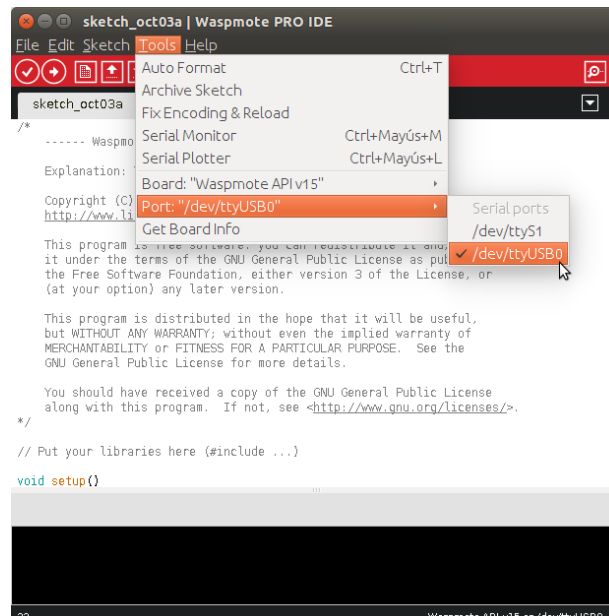 sketch_oct03a | Waspmote PRO IDE
File Edit Sketch Tools Help
sketch_oct03a
Auto Format Ctrl+T
Archive Sketch
Fix Encoding & Reload
Serial Monitor Ctrl+Mayús+M
Serial Plotter Ctrl+Mayús+L
Board: "Waspmote API v15"
Port: "/dev/ttyUSB0"
Get Board Info
Serial ports
/dev/ttyS1
/dev/ttyUSB0
/*
------ Waspmo
Explanation:
Copyright (C)
http://www.li
This program is free software: you can redistribute it and/
it under the terms of the GNU General Public License as pub
the Free Software Foundation, either version 3 of the License, or
(at your option) any later version.
This program is distributed in the hope that it will be useful,
but WITHOUT ANY WARRANTY; without even the implied warranty of
MERCHANTABILITY or FITNESS FOR A PARTICULAR PURPOSE.  See the
GNU General Public License for more details.
You should have received a copy of the GNU General Public License
along with this program.  If not, see <http://www.gnu.org/licenses/>.
*/
// Put your libraries here (#include ...)
void setup()
22 Waspmote API v15 on /dev/ttyUSB0